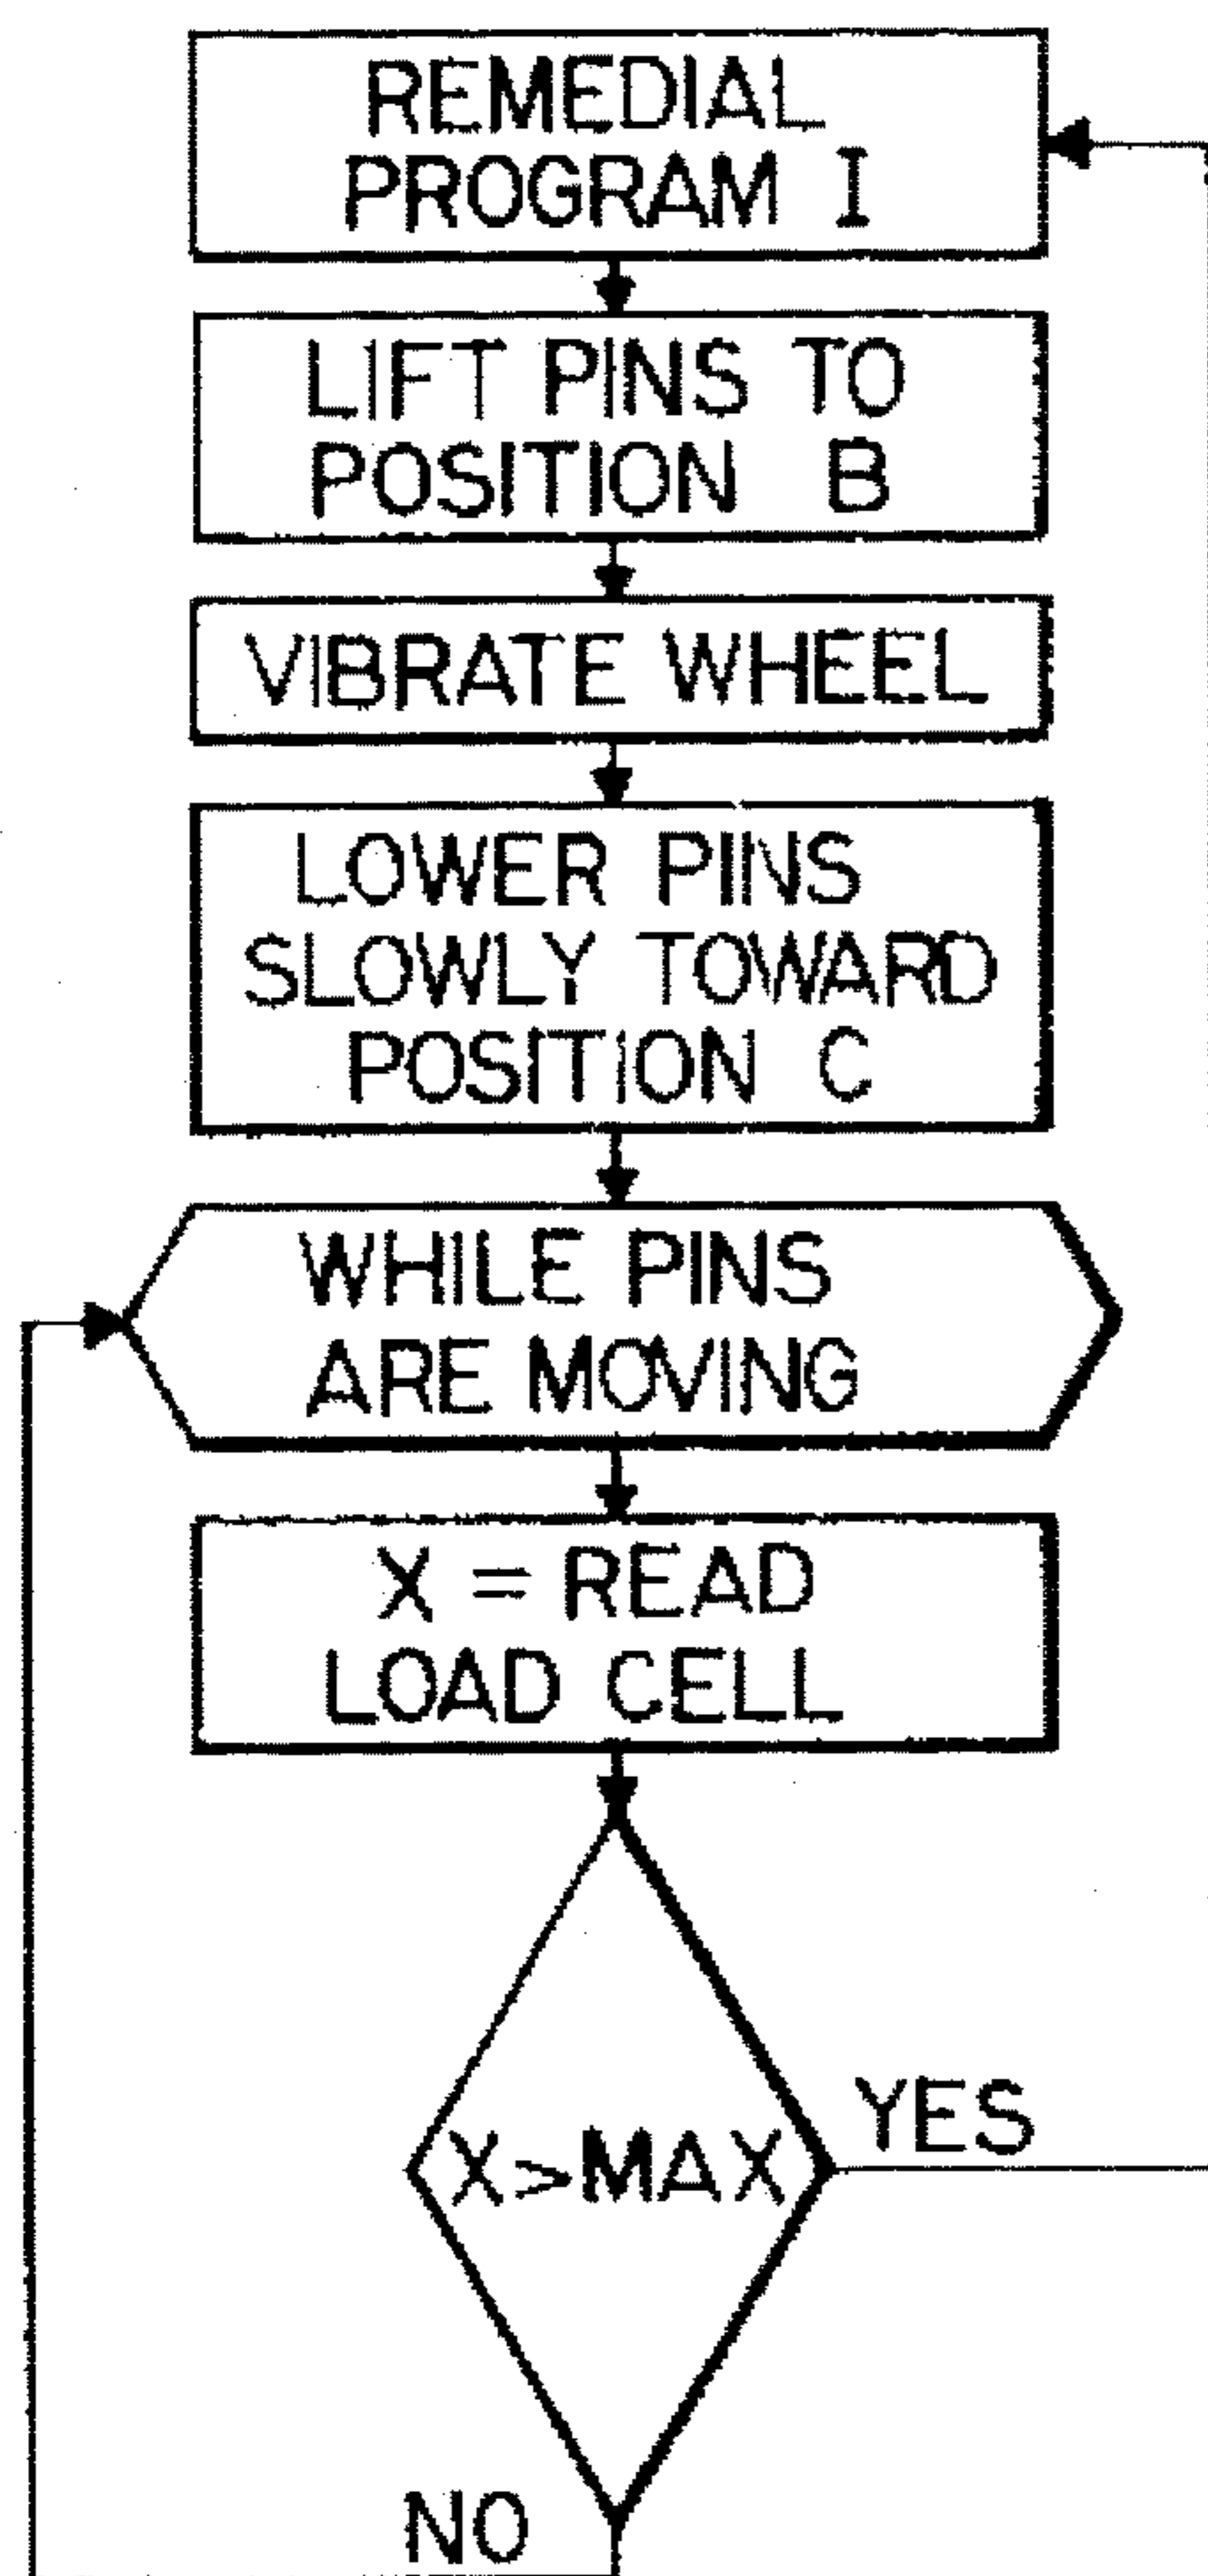 REMEDIAL
PROGRAM I
LIFT PINS TO
POSITION B
VIBRATE WHEEL
LOWER PINS
SLOWLY TOWARD
POSITION C
WHILE PINS
ARE MOVING
X = READ
LOAD CELL
X>MAX
YES
NO